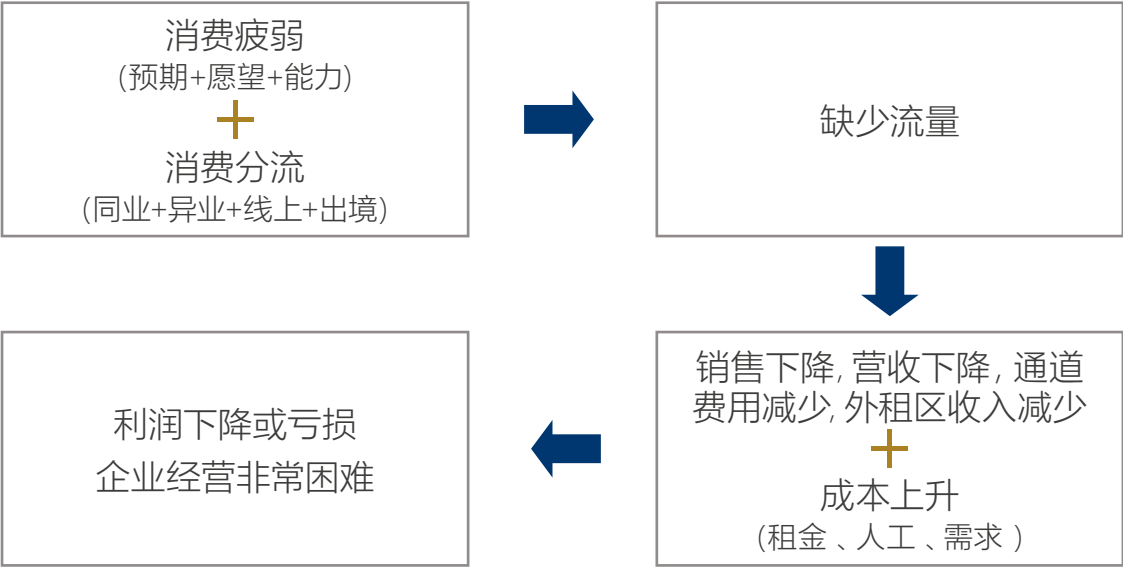 消费疲弱
(预期+愿望+能力)
+
消费分流
(同业+异业+线上+出境)
缺少流量
销售下降, 营收下降, 通道
费用减少, 外租区收入减少
+
成本上升
(租金、人工、需求)
利润下降或亏损
企业经营非常困难